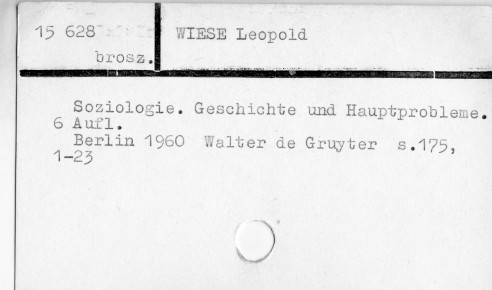 15 628 WIESE Leopold
brosz.
Soziologie. Geschichte und Hauptprobleme.
6 Aufl.
Berlin 1960 Walter de Gruyter s.175,
1-23